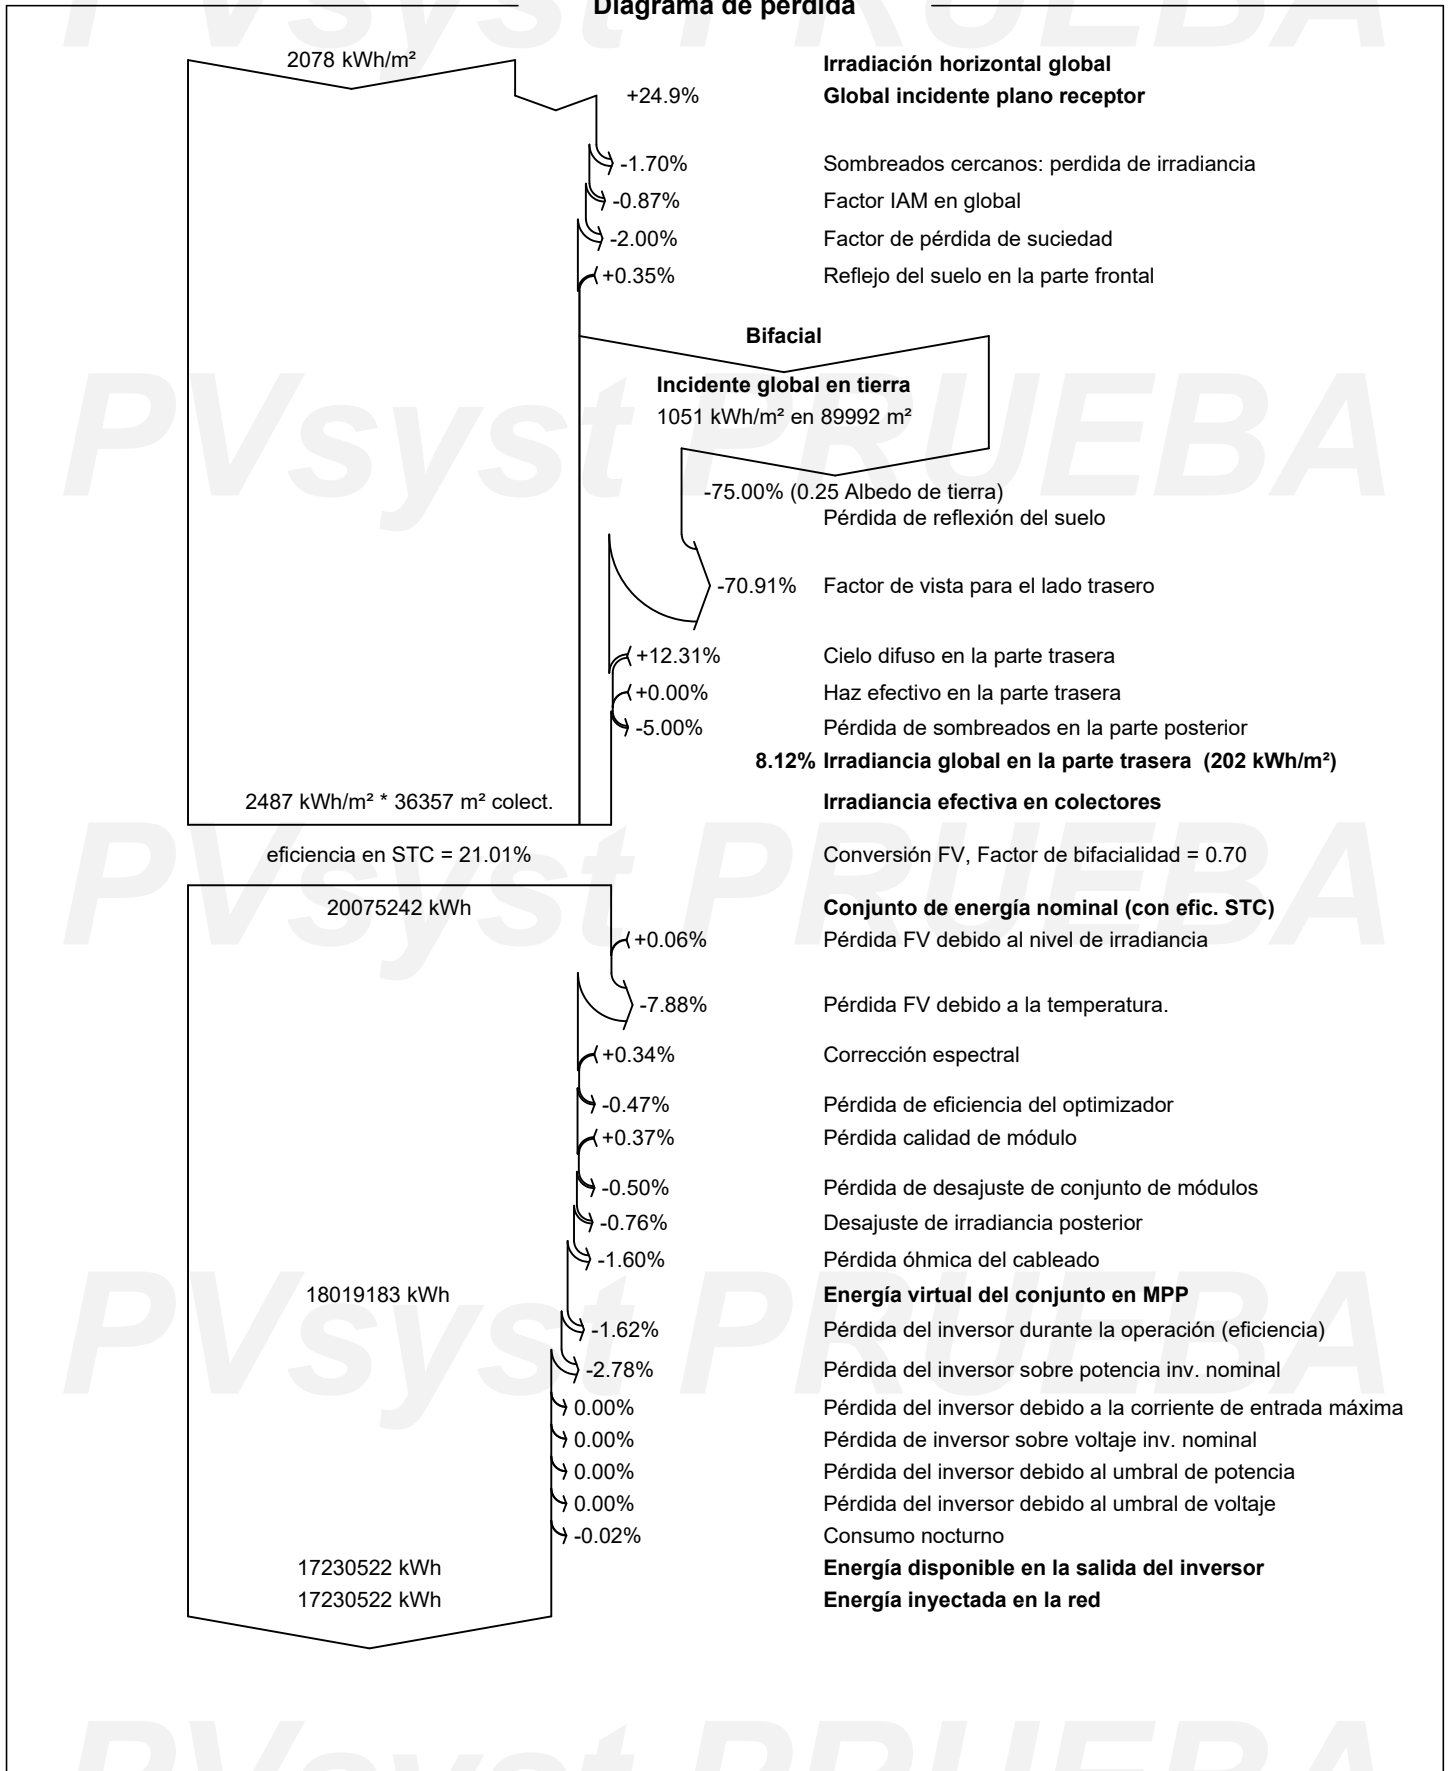 Diagrama de pérdida
2078 kWh/m²
Irradiación horizontal global
+24.9%
Global incidente plano receptor
-1.70%
Sombreados cercanos: perdida de irradiancia
-0.87%
Factor IAM en global
-2.00%
Factor de pérdida de suciedad
+0.35%
Reflejo del suelo en la parte frontal
Bifacial
Incidente global en tierra
1051 kWh/m² en 89992 m²
-75.00% (0.25 Albedo de tierra)
Pérdida de reflexión del suelo
-70.91%
Factor de vista para el lado trasero
+12.31%
Cielo difuso en la parte trasera
+0.00%
Haz efectivo en la parte trasera
-5.00%
Pérdida de sombreados en la parte posterior
8.12% Irradiancia global en la parte trasera (202 kWh/m²)
2487 kWh/m² * 36357 m² colect.
Irradiancia efectiva en colectores
eficiencia en STC = 21.01%
Conversión FV, Factor de bifacialidad = 0.70
20075242 kWh
Conjunto de energía nominal (con efic. STC)
+0.06%
Pérdida FV debido al nivel de irradiancia
-7.88%
Pérdida FV debido a la temperatura.
+0.34%
Corrección espectral
-0.47%
Pérdida de eficiencia del optimizador
+0.37%
Pérdida calidad de módulo
-0.50%
Pérdida de desajuste de conjunto de módulos
-0.76%
Desajuste de irradiancia posterior
-1.60%
Pérdida óhmica del cableado
18019183 kWh
Energía virtual del conjunto en MPP
-1.62%
Pérdida del inversor durante la operación (eficiencia)
-2.78%
Pérdida del inversor sobre potencia inv. nominal
0.00%
Pérdida del inversor debido a la corriente de entrada máxima
0.00%
Pérdida de inversor sobre voltaje inv. nominal
0.00%
Pérdida del inversor debido al umbral de potencia
0.00%
Pérdida del inversor debido al umbral de voltaje
-0.02%
Consumo nocturno
17230522 kWh
Energía disponible en la salida del inversor
17230522 kWh
Energía inyectada en la red
PVsyst PRUEBA
PVsyst PRUEBA
PVsyst PRUEBA
PVsyst PRUEBA
PVsyst PRUEBA